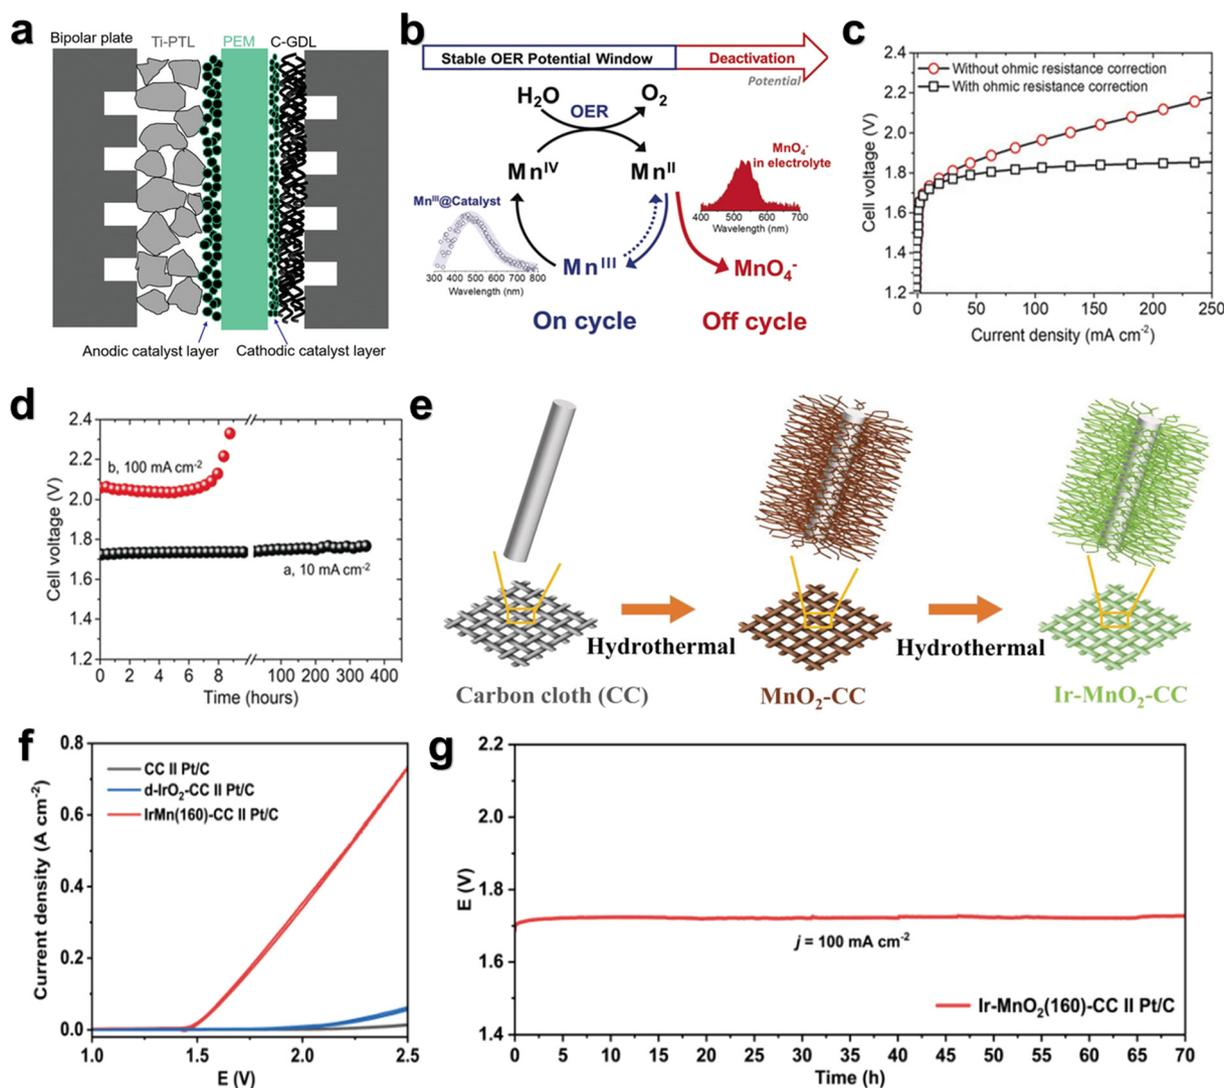 a
Bipolar plate
Ti-PTL
PEM
C-GDL
Anodic catalyst layer
Cathodic catalyst layer
b
Stable OER Potential Window
Deactivation
Potential
H₂O
O₂
OER
Mn^IV
Mn^II
MnO₄⁻
in electrolyte
400 500 600 700
Wavelength (nm)
Mn^III@Catalyst
300 400 500 600 700 800
Wavelength (nm)
Mn^III
MnO₄⁻
On cycle
Off cycle
c
Without ohmic resistance correction
With ohmic resistance correction
2.4
2.2
2.0
1.8
1.6
1.4
1.2
Cell voltage (V)
0 50 100 150 200 250
Current density (mA cm⁻²)
d
2.4
2.2
2.0
1.8
1.6
1.4
1.2
Cell voltage (V)
b, 100 mA cm⁻²
a, 10 mA cm⁻²
0 2 4 6 8 100 200 300 400
Time (hours)
e
Hydrothermal
Hydrothermal
Carbon cloth (CC)
MnO₂-CC
Ir-MnO₂-CC
f
0.8
0.6
0.4
0.2
0.0
Current density (A cm⁻²)
CC II Pt/C
d-IrO₂-CC II Pt/C
IrMn(160)-CC II Pt/C
1.0 1.5 2.0 2.5
E (V)
g
2.2
2.0
1.8
1.6
1.4
E (V)
j = 100 mA cm⁻²
Ir-MnO₂(160)-CC II Pt/C
0 5 10 15 20 25 30 35 40 45 50 55 60 65 70
Time (h)